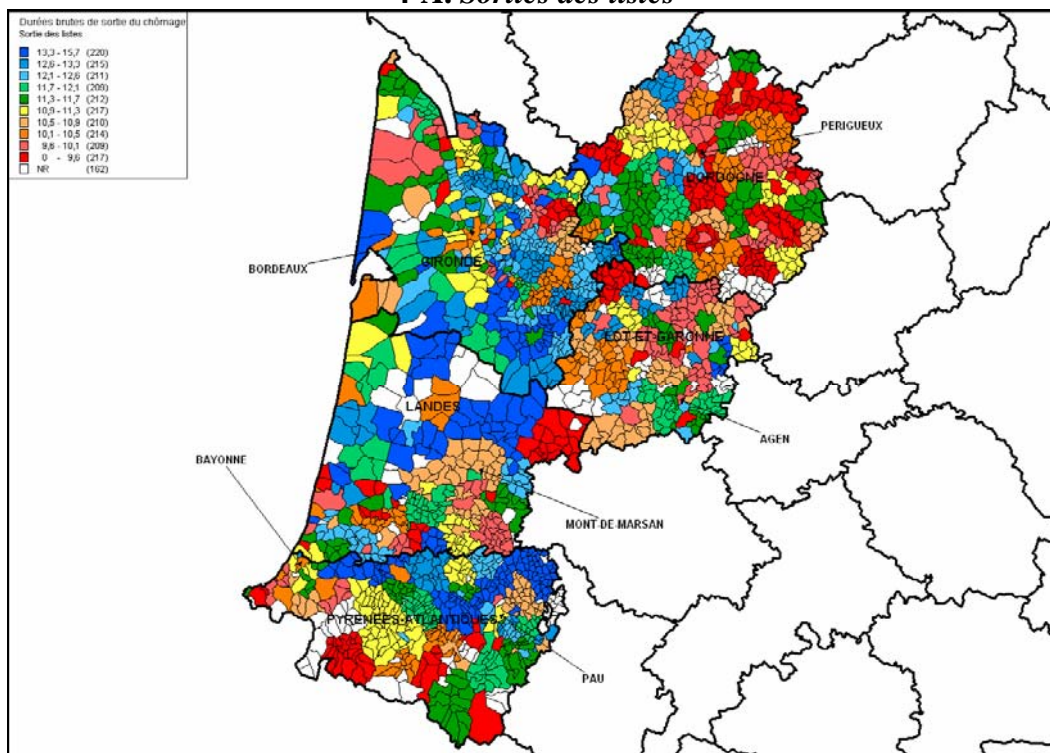 Sorties des listes
Durées brutes de sortie du chômage
Sortie des listes
13,3 - 15,7 (220)
12,6 - 13,3 (215)
12,1 - 12,6 (211)
11,7 - 12,1 (209)
11,3 - 11,7 (212)
10,9 - 11,3 (217)
10,5 - 10,9 (210)
10,1 - 10,5 (214)
9,6 - 10,1 (209)
0 - 9,6 (217)
NR (162)
PERIGUEUX
DORDOGNE
BORDEAUX
GIRONDE
LOT-ET-GARONNE
LANDES
AGEN
BAYONNE
MONT-DE-MARSAN
PYRENEES-ATLANTIQUES
PAU